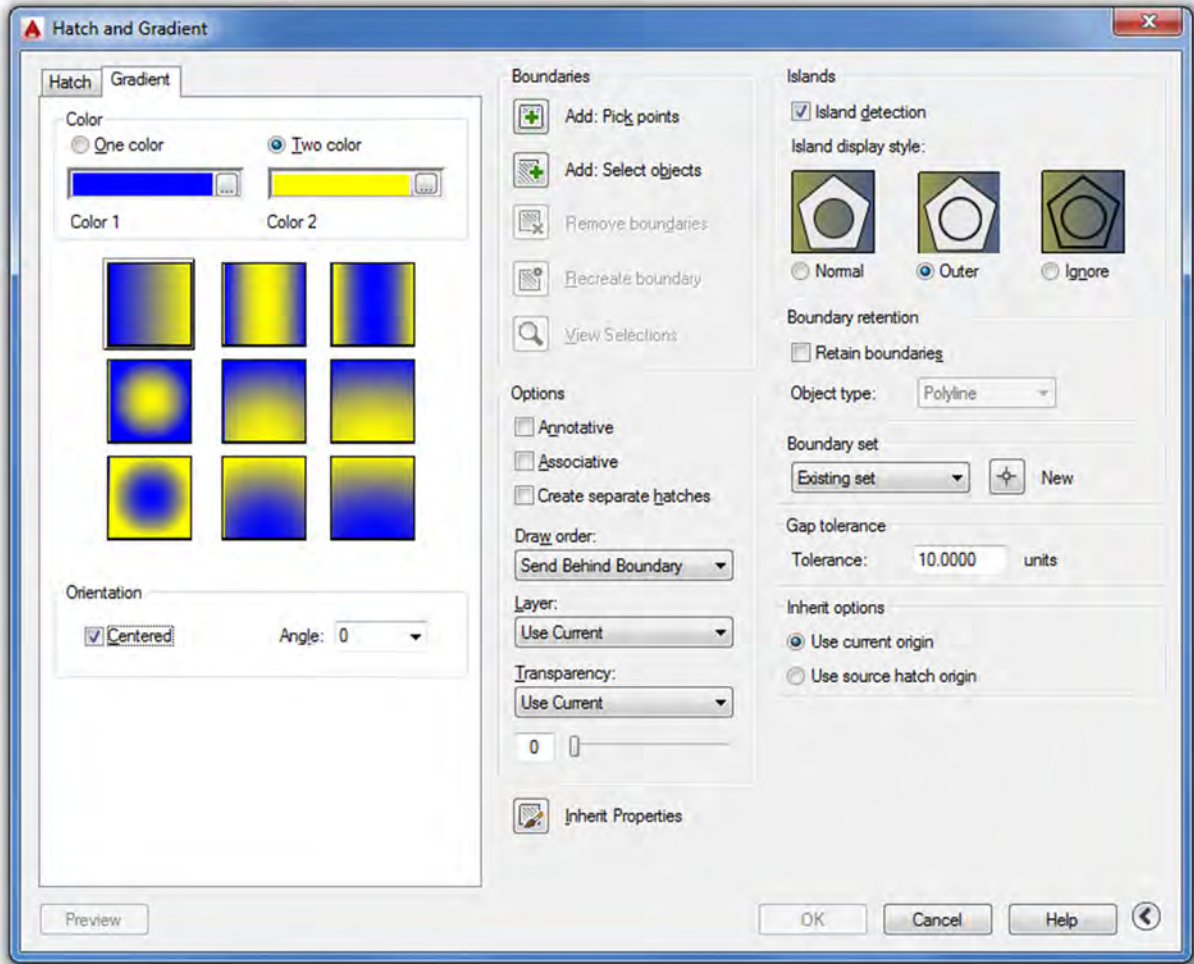 Hatch and Gradient
Hatch
Gradient
Color
One color
Two color
...
...
Color 1
Color 2
Orientation
Centered
Angle: 0
Preview
Boundaries
Add: Pick points
Add: Select objects
Remove boundaries
Recreate boundary
View Selections
Options
Annotative
Associative
Create separate hatches
Draw order:
Send Behind Boundary
Layer:
Use Current
Transparency:
Use Current
0
Inherit Properties
Islands
Island detection
Island display style:
Normal
Outer
Ignore
Boundary retention
Retain boundaries
Object type: Polyline
Boundary set
Existing set
New
Gap tolerance
Tolerance: 10.0000 units
Inherit options
Use current origin
Use source hatch origin
OK
Cancel
Help